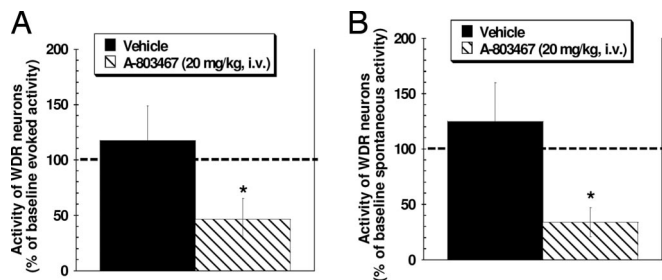 A
Activity of WDR neurons
(% of baseline evoked activity)
200
150
100
50
0
Vehicle
A-803467 (20 mg/kg, i.v.)
*
B
Activity of WDR neurons
(% of baseline spontaneous activity)
200
150
100
50
0
Vehicle
A-803467 (20 mg/kg, i.v.)
*